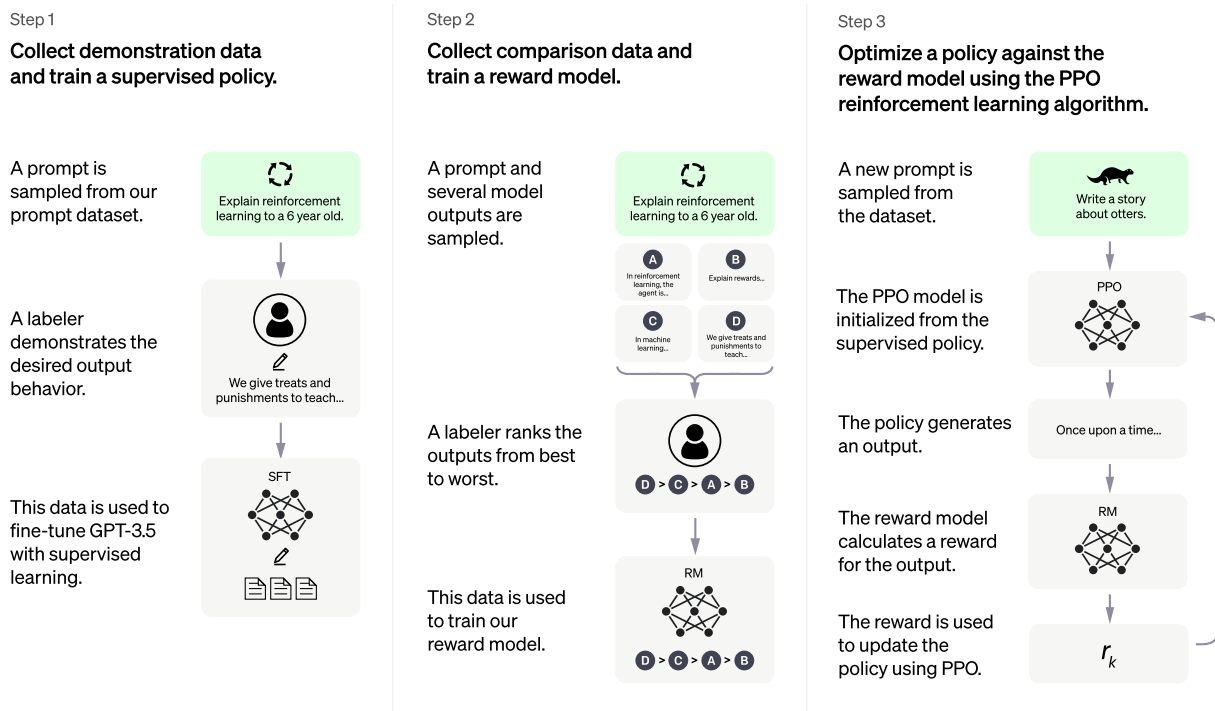 Step 1
Collect demonstration data
and train a supervised policy.
A prompt is
sampled from our
prompt dataset.
Explain reinforcement
learning to a 6 year old.
A labeler
demonstrates the
desired output
behavior.
We give treats and
punishments to teach...
This data is used to
fine-tune GPT-3.5
with supervised
learning.
SFT
Step 2
Collect comparison data and
train a reward model.
A prompt and
several model
outputs are
sampled.
Explain reinforcement
learning to a 6 year old.
A
In reinforcement
learning, the
agent is...
B
Explain rewards...
C
In machine
learning...
D
We give treats and
punishments to
teach...
A labeler ranks the
outputs from best
to worst.
D > C > A > B
This data is used
to train our
reward model.
RM
D > C > A > B
Step 3
Optimize a policy against the
reward model using the PPO
reinforcement learning algorithm.
A new prompt is
sampled from
the dataset.
Write a story
about otters.
The PPO model is
initialized from the
supervised policy.
PPO
The policy generates
an output.
Once upon a time...
The reward model
calculates a reward
for the output.
RM
The reward is used
to update the
policy using PPO.
rk